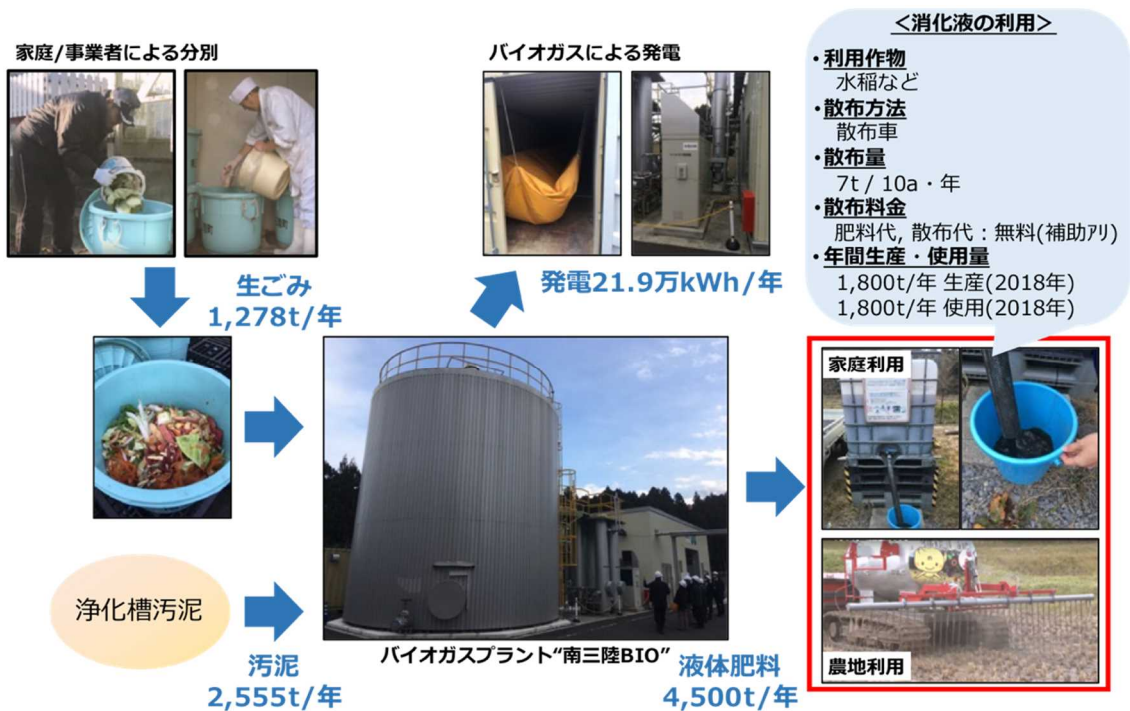 家庭/事業者による分別
バイオガスによる発電
<消化液の利用>
・利用作物
水稲など
・散布方法
散布車
・散布量
7t / 10a・年
・散布料金
肥料代, 散布代：無料(補助アリ)
・年間生産・使用量
1,800t/年 生産(2018年)
1,800t/年 使用(2018年)
生ごみ
1,278t/年
発電21.9万kWh/年
家庭利用
浄化槽汚泥
汚泥
2,555t/年
バイオガスプラント“南三陸BIO”
液体肥料
4,500t/年
農地利用